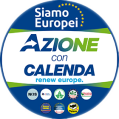 Siamo
Europei
AZIONE
con
CALENDA
renew europe.